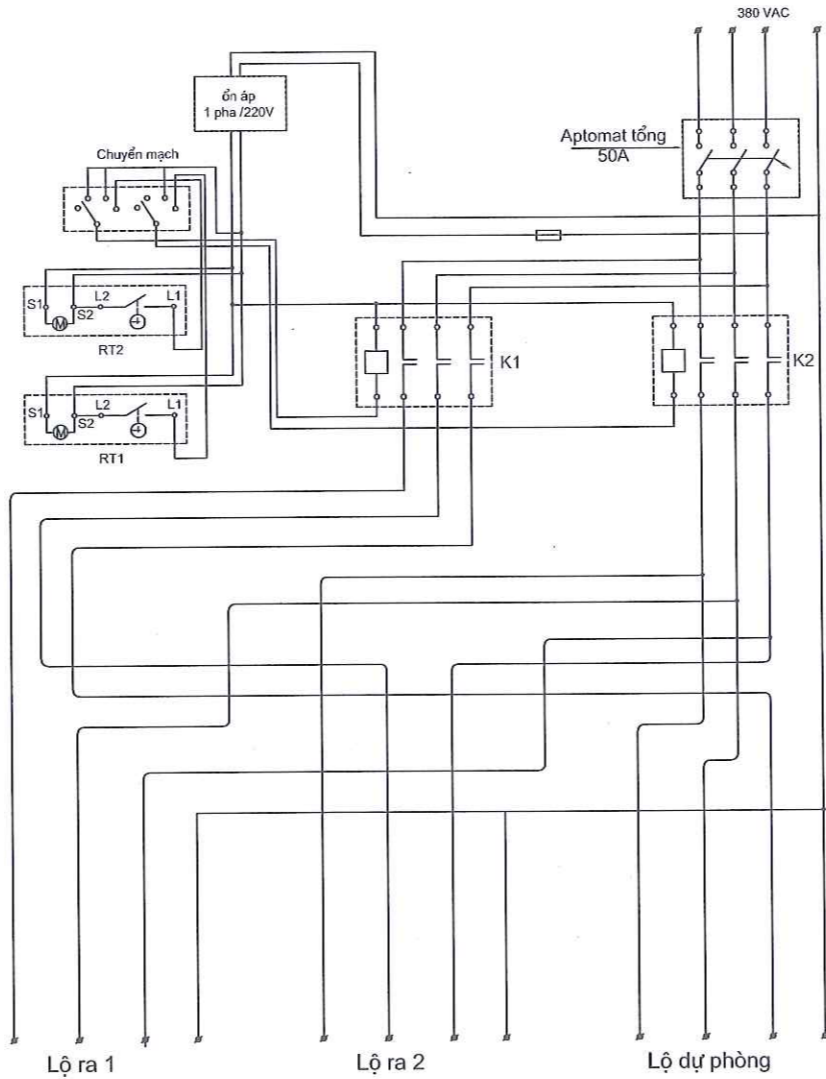 380 VAC
ổn áp
1 pha /220V
Aptomat tổng
50A
Chuyển mạch
S1
M
S2
L2
L1
RT2
K1
K2
S1
M
S2
L2
L1
RT1
Lộ ra 1
Lộ ra 2
Lộ dự phòng